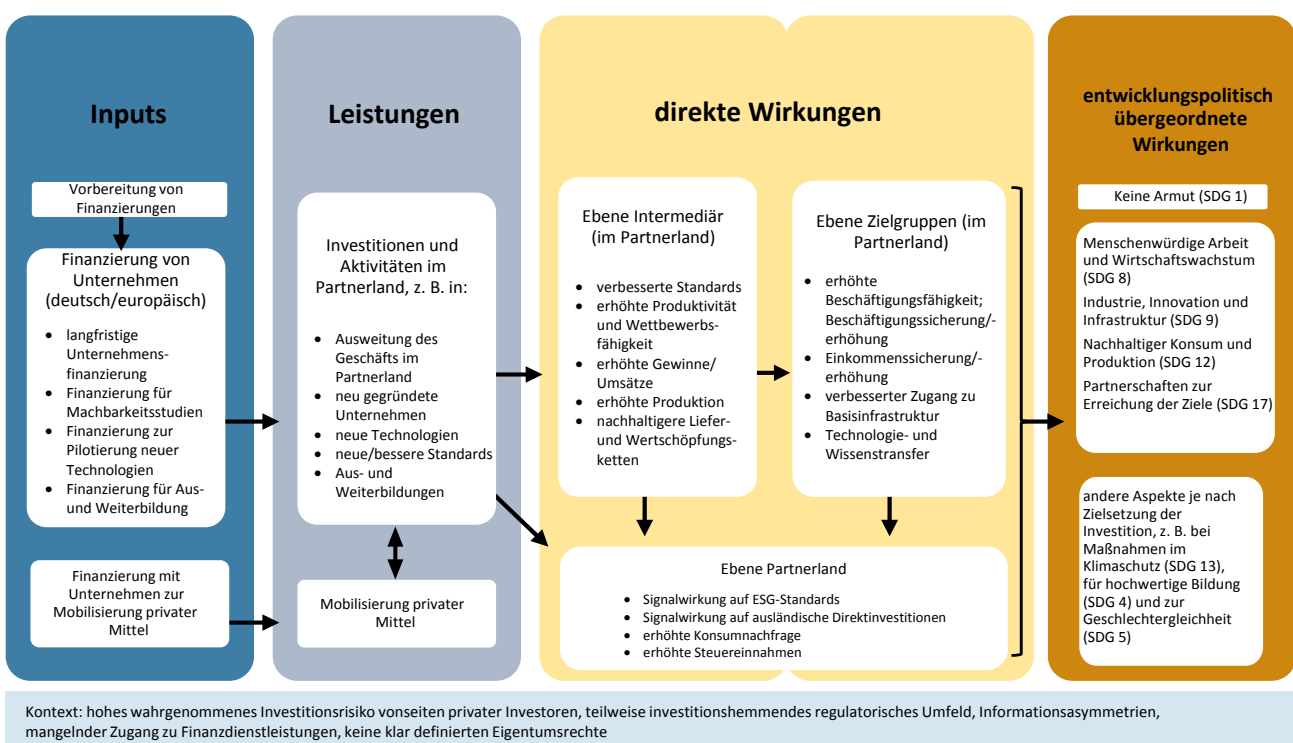 Inputs
Vorbereitung von
Finanzierungen
Finanzierung von
Unternehmen
(deutsch/europäisch)
• langfristige
Unternehmens-
finanzierung
• Finanzierung für
Machbarkeitsstudien
• Finanzierung zur
Pilotierung neuer
Technologien
• Finanzierung für Aus-
und Weiterbildung
Finanzierung mit
Unternehmen zur
Mobilisierung privater
Mittel
Leistungen
Investitionen und
Aktivitäten im
Partnerland, z. B. in:
• Ausweitung des
Geschäfts im
Partnerland
• neu gegründete
Unternehmen
• neue Technologien
• neue/bessere Standards
• Aus- und
Weiterbildungen
Mobilisierung privater
Mittel
direkte Wirkungen
Ebene Intermediär
(im Partnerland)
• verbesserte Standards
• erhöhte Produktivität
und Wettbewerbs-
fähigkeit
• erhöhte Gewinne/
Umsätze
• erhöhte Produktion
• nachhaltigere Liefer-
und Wertschöpfungs-
ketten
Ebene Zielgruppen (im
Partnerland)
• erhöhte
Beschäftigungsfähigkeit;
Beschäftigungssicherung/-
erhöhung
• Einkommenssicherung/-
erhöhung
• verbesserter Zugang zu
Basisinfrastruktur
• Technologie- und
Wissenstransfer
Ebene Partnerland
• Signalwirkung auf ESG-Standards
• Signalwirkung auf ausländische Direktinvestitionen
• erhöhte Konsumnachfrage
• erhöhte Steuereinnahmen
entwicklungspolitisch
übergeordnete
Wirkungen
Keine Armut (SDG 1)
Menschenwürdige Arbeit
und Wirtschaftswachstum
(SDG 8)
Industrie, Innovation und
Infrastruktur (SDG 9)
Nachhaltiger Konsum und
Produktion (SDG 12)
Partnerschaften zur
Erreichung der Ziele (SDG 17)
andere Aspekte je nach
Zielsetzung der
Investition, z. B. bei
Maßnahmen im
Klimaschutz (SDG 13),
für hochwertige Bildung
(SDG 4) und zur
Geschlechtergleichheit
(SDG 5)
Kontext: hohes wahrgenommenes Investitionsrisiko vonseiten privater Investoren, teilweise investitionshemmendes regulatorisches Umfeld, Informationsasymmetrien,
mangelnder Zugang zu Finanzdienstleistungen, keine klar definierten Eigentumsrechte